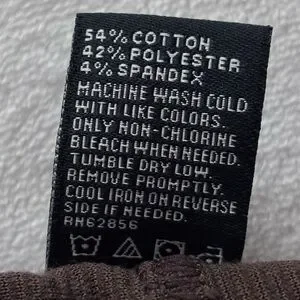 54% COTTON
42% POLYESTER
4% SPANDEX
MACHINE WASH COLD
WITH LIKE COLORS.
ONLY NON-CHLORINE
BLEACH WHEN NEEDED.
TUMBLE DRY LOW.
REMOVE PROMPTLY.
COOL IRON ON REVERSE
SIDE IF NEEDED.
RN62856